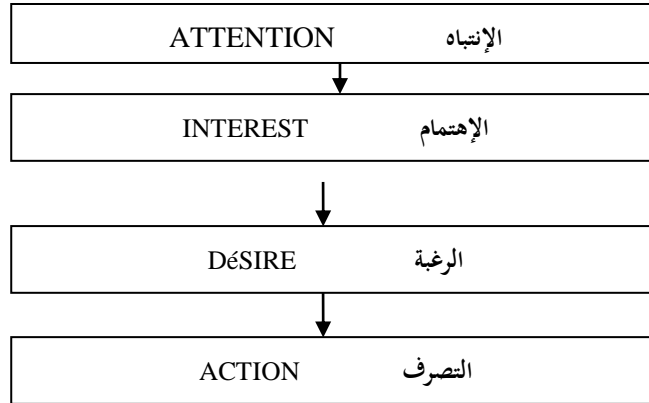 ATTENTION الإنتباه
INTEREST الإهتمام
DéSIRE الرغبة
ACTION التصرف